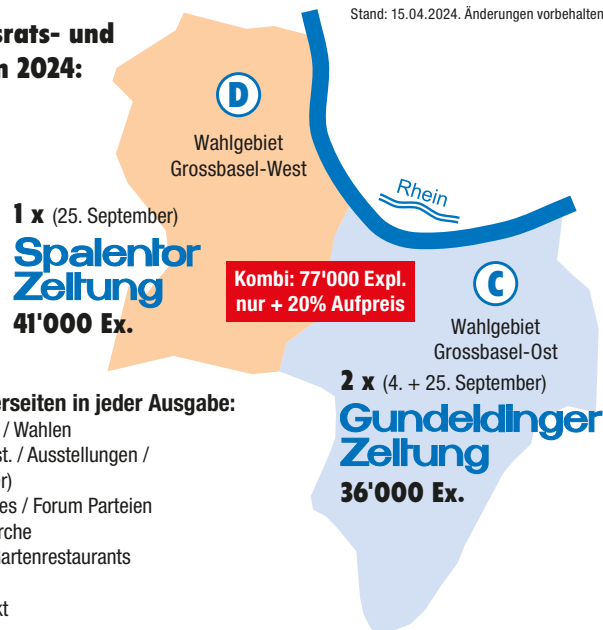 Stand: 15.04.2024. Änderungen vorbehalten
srats- und
n 2024:
D
Wahlgebiet
Grossbasel-West
Rhein
1 x (25. September)
Spalentor
Zeitung
41'000 Ex.
Kombi: 77'000 Expl.
nur + 20% Aufpreis
C
Wahlgebiet
Grossbasel-Ost
2 x (4. + 25. September)
Gundeldinger
Zeitung
36'000 Ex.
erseiten in jeder Ausgabe:
/ Wahlen
st. / Ausstellungen /
r)
es / Forum Parteien
rche
Gartenrestaurants
kt